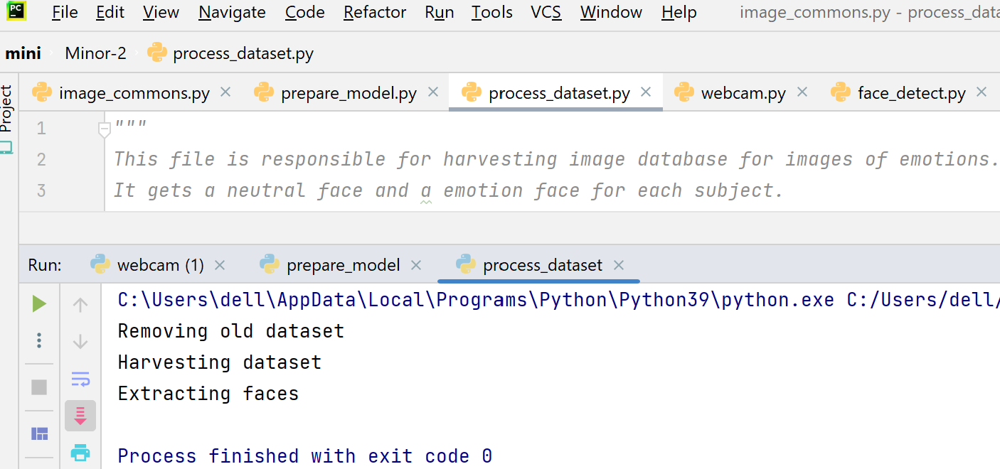 PC File Edit View Navigate Code Refactor Run Tools VCS Window Help image_commons.py - process_data
mini Minor-2 process_dataset.py
Project
image_commons.py prepare_model.py process_dataset.py webcam.py face_detect.py
1 """
2 This file is responsible for harvesting image database for images of emotions.
3 It gets a neutral face and a emotion face for each subject.
Run: webcam (1) prepare_model process_dataset
C:\Users\dell\AppData\Local\Programs\Python\Python39\python.exe C:/Users/dell/
Removing old dataset
Harvesting dataset
Extracting faces
Process finished with exit code 0